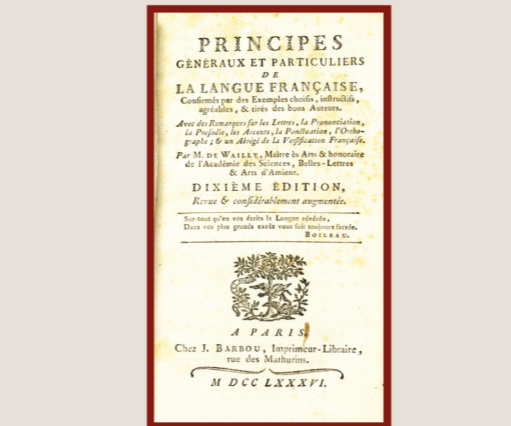 PRINCIPES
GÉNÉRAUX ET PARTICULIERS
DE
LA LANGUE FRANÇAISE,
Confirmés par des Exemples choisis, instructifs,
agréables, & tirés des bons Auteurs.
Avec des Remarques sur les Lettres, la Prononciation,
la Prosodie, les Accents, la Ponctuation, l'Ortho-
graphe ; & un Abrégé de la Versification Française.
Par M. DE WAILLY, Maître ès Arts & honoraire
de l'Académie des Sciences, Belles-Lettres
& Arts d'Amiens.
DIXIÈME ÉDITION,
Revue & considérablement augmentée.
Sur-tout qu'en vos écrits la Langue révérée,
Dans vos plus grands excès vous soit toujours sacrée.
BOILEAU.
A PARIS,
Chez J. BARBOU, Imprimeur-Libraire,
rue des Mathurins.
M DCC LXXXVI.